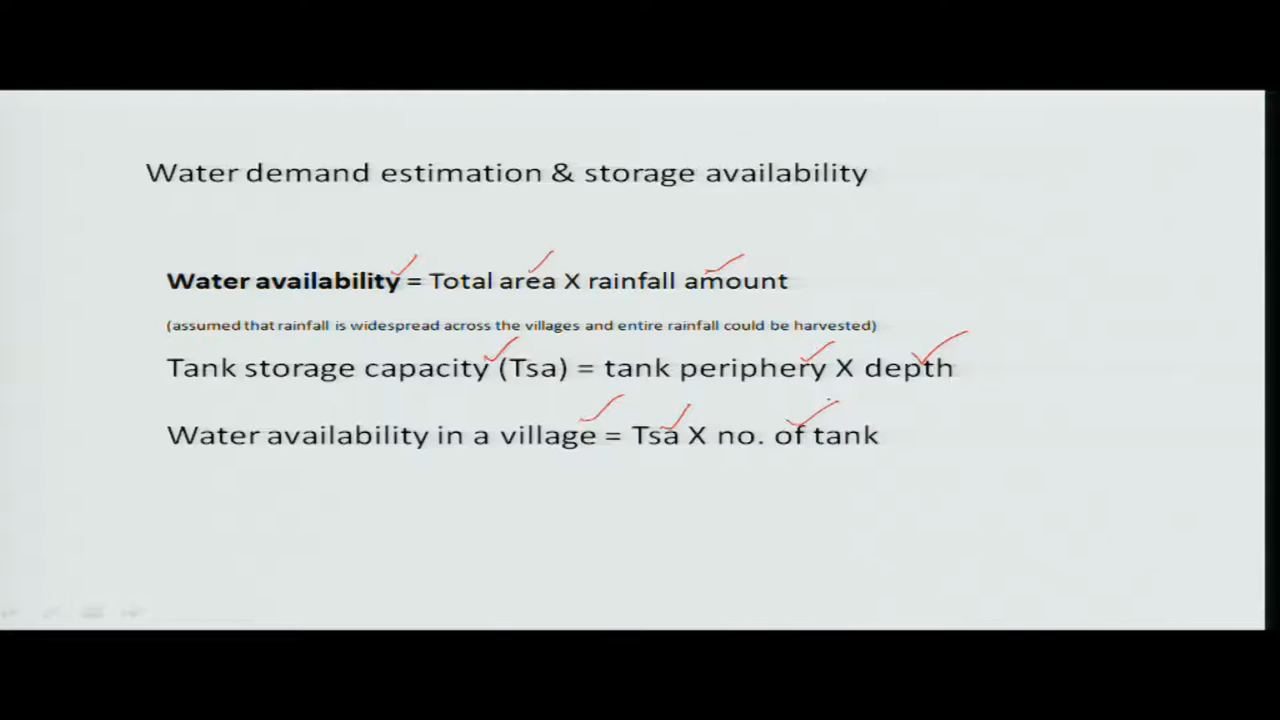 Water demand estimation & storage availability
Water availability = Total area X rainfall amount
(assumed that rainfall is widespread across the villages and entire rainfall could be harvested)
Tank storage capacity (Tsa) = tank periphery X depth
Water availability in a village = Tsa X no. of tank